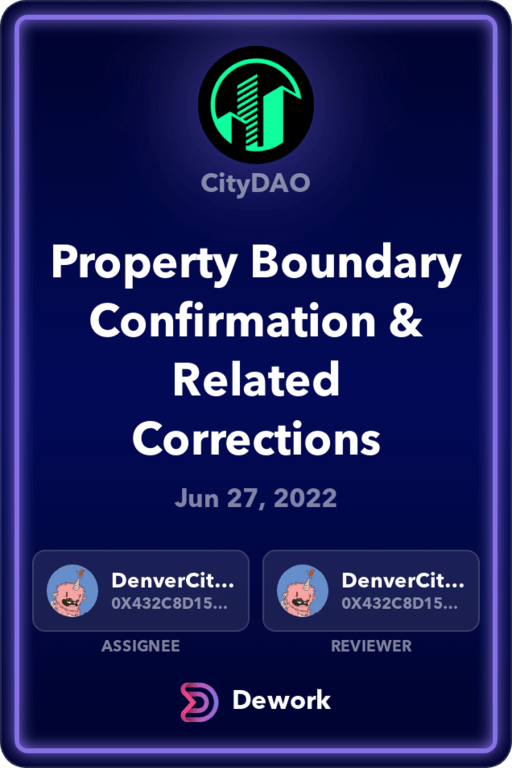 CityDAO
Property Boundary
Confirmation &
Related
Corrections
Jun 27, 2022
DenverCit...
0X432C8D15...
ASSIGNEE
DenverCit...
0X432C8D15...
REVIEWER
Dework